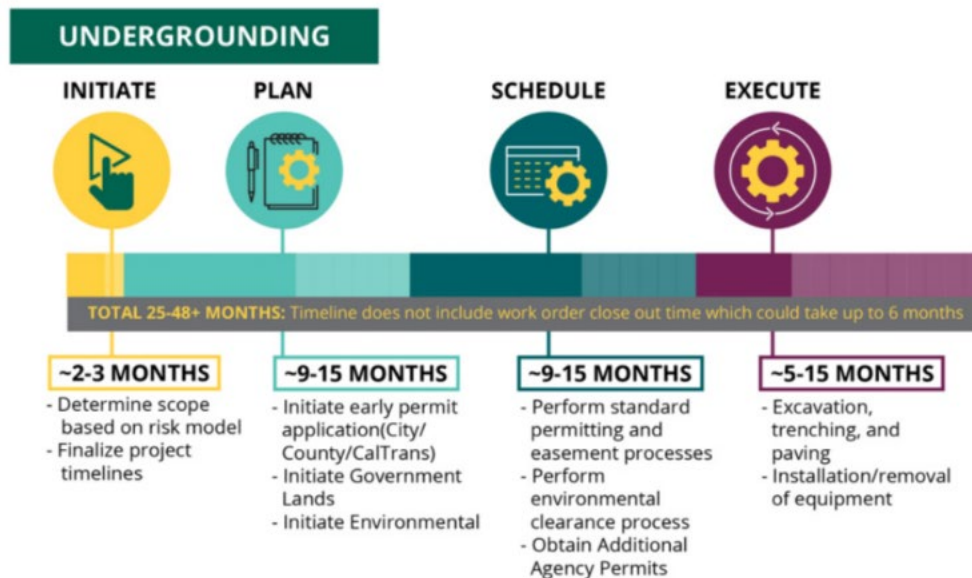 UNDERGROUNDING
INITIATE
PLAN
SCHEDULE
EXECUTE
TOTAL 25-48+ MONTHS: Timeline does not include work order close out time which could take up to 6 months
~2-3 MONTHS
- Determine scope
based on risk model
- Finalize project
timelines
~9-15 MONTHS
- Initiate early permit
application(City/
County/CalTrans)
- Initiate Government
Lands
- Initiate Environmental
~9-15 MONTHS
- Perform standard
permitting and
easement processes
- Perform
environmental
clearance process
- Obtain Additional
Agency Permits
~5-15 MONTHS
- Excavation,
trenching, and
paving
- Installation/removal
of equipment